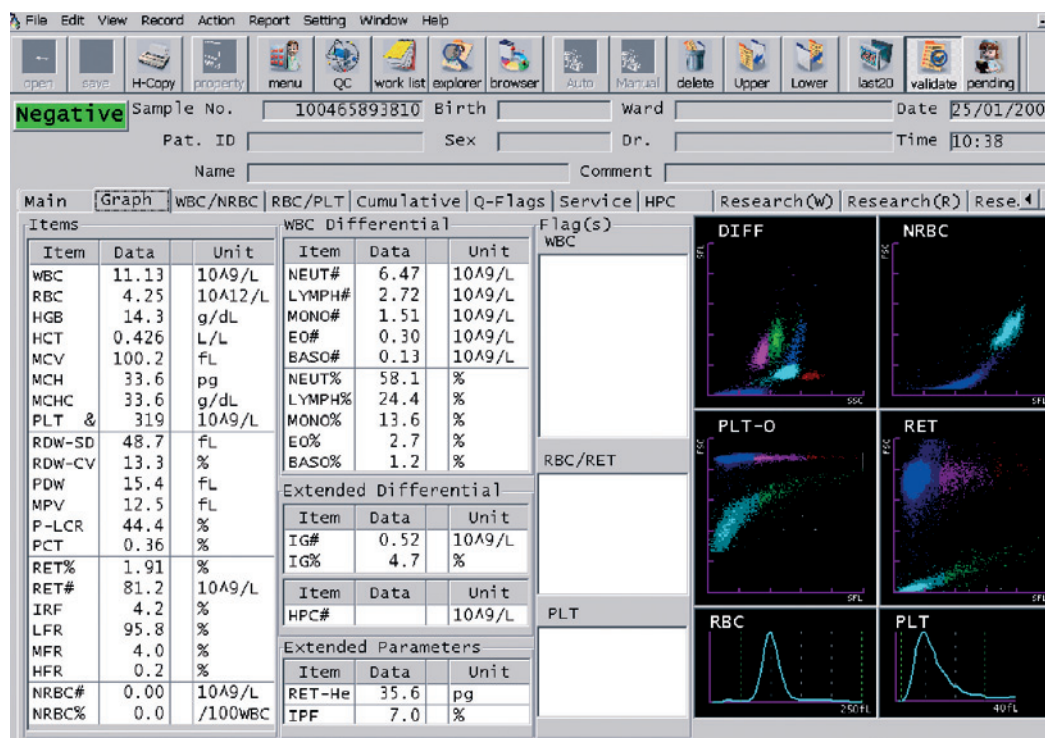 File Edit View Record Action Report Setting Window Help
open save H-Copy property menu QC work list explorer browser Auto Manual delete Upper Lower last20 validate pending
Negative Sample No. 100465893810 Birth Ward Date 25/01/200
Pat. ID Sex Dr. Time 10:38
Name Comment
Main Graph WBC/NRBC RBC/PLT Cumulative Q-Flags Service HPC Research(W) Research(R) Rese.
Items
Item Data Unit
WBC 11.13 10^9/L
RBC 4.25 10^12/L
HGB 14.3 g/dL
HCT 0.426 L/L
MCV 100.2 fL
MCH 33.6 pg
MCHC 33.6 g/dL
PLT & 319 10^9/L
RDW-SD 48.7 fL
RDW-CV 13.3 %
PDW 15.4 fL
MPV 12.5 fL
P-LCR 44.4 %
PCT 0.36 %
RET% 1.91 %
RET# 81.2 10^9/L
IRF 4.2 %
LFR 95.8 %
MFR 4.0 %
HFR 0.2 %
NRBC# 0.00 10^9/L
NRBC% 0.0 /100WBC
WBC Differential
Item Data Unit
NEUT# 6.47 10^9/L
LYMPH# 2.72 10^9/L
MONO# 1.51 10^9/L
EO# 0.30 10^9/L
BASO# 0.13 10^9/L
NEUT% 58.1 %
LYMPH% 24.4 %
MONO% 13.6 %
EO% 2.7 %
BASO% 1.2 %
Extended Differential
Item Data Unit
IG# 0.52 10^9/L
IG% 4.7 %
Item Data Unit
HPC# 10^9/L
Extended Parameters
Item Data Unit
RET-He 35.6 pg
IPF 7.0 %
Flag(s)
WBC
RBC/RET
PLT
DIFF
SFL
SSC
NRBC
FSC
SFL
PLT-O
FSC
SFL
RET
FSC
SFL
RBC
250fL
PLT
40fL